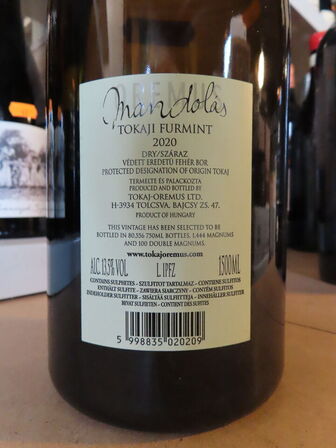 OREMUS
Mandolás
TOKAJI FURMINT
2020
DRY/SZÁRAZ
VÉDETT EREDETŰ FEHÉR BOR
PROTECTED DESIGNATION OF ORIGIN TOKAJ
TERMELTE ÉS PALACKOZTA
PRODUCED AND BOTTLED BY
TOKAJ-OREMUS LTD.
H-3934 TOLCSVA, BAJCSY ZS. 47.
PRODUCT OF HUNGARY
THIS VINTAGE HAS BEEN SELECTED TO BE
BOTTLED IN 80.356 750ML BOTTLES, 1.444 MAGNUMS
AND 100 DOUBLE MAGNUMS.
www.tokajoremus.com
ALC.13.5% VOL L 1PEZ 1500ML
CONTAINS SULPHITES - SZULFITOT TARTALMAZ - CONTIENE SULFITOS
ENTHÄLT SULFITE - ZAWIERA SIARCZYNY - CONTÉM SULFITOS
INDEHOLDER SULFITTER - SISÄLTÄÄ SULFIITTEJA - INNEHÅLLER SULFITER
BEVAT SULFIETEN - CONTIENT DES SULFITES
5 998835 020209